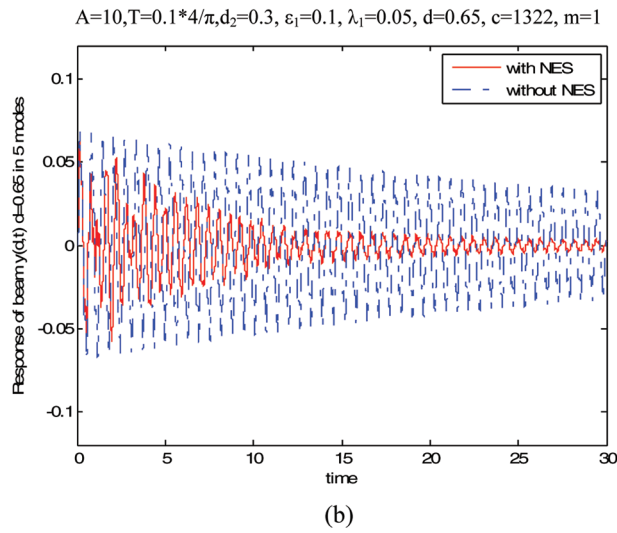 A=10,T=0.1*4/π,d₂=0.3, ε₁=0.1, λ₁=0.05, d=0.65, c=1322, m=1
0.1
0.05
0
-0.05
-0.1
Response of beam y(d,t) d=0.65 in 5 modes
with NES
without NES
0 5 10 15 20 25 30
time
(b)